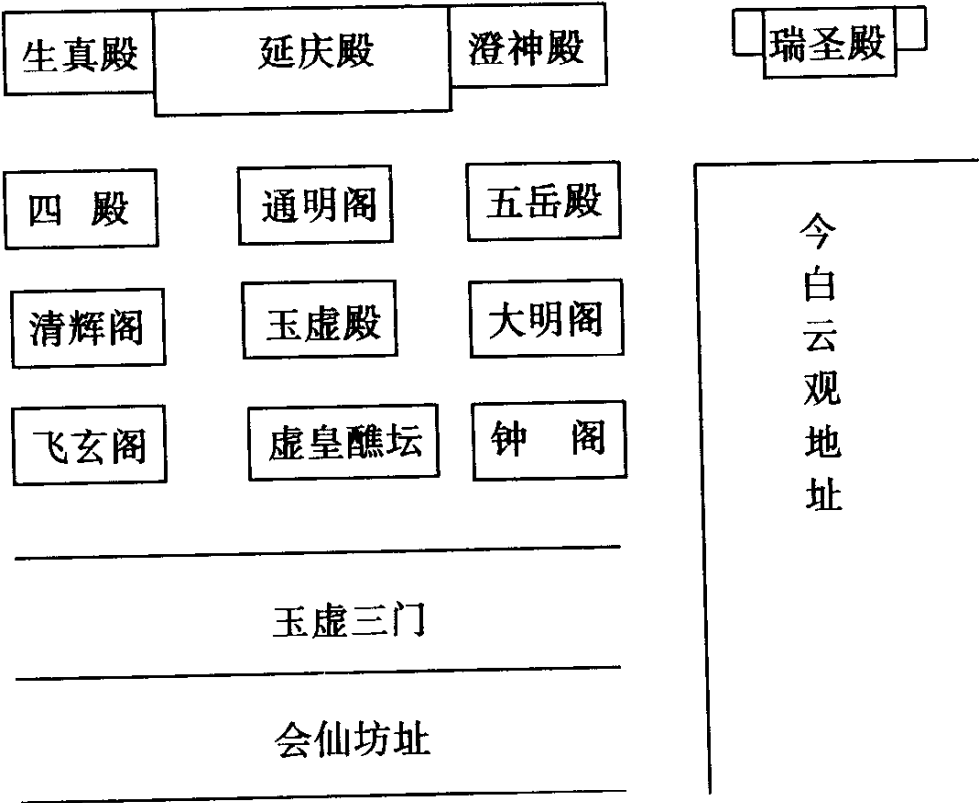 生真殿 延庆殿 澄神殿 瑞圣殿
四 殿 通明阁 五岳殿
清辉阁 玉虚殿 大明阁
飞玄阁 虚皇醮坛 钟 阁
玉虚三门
会仙坊址
今白云观地址